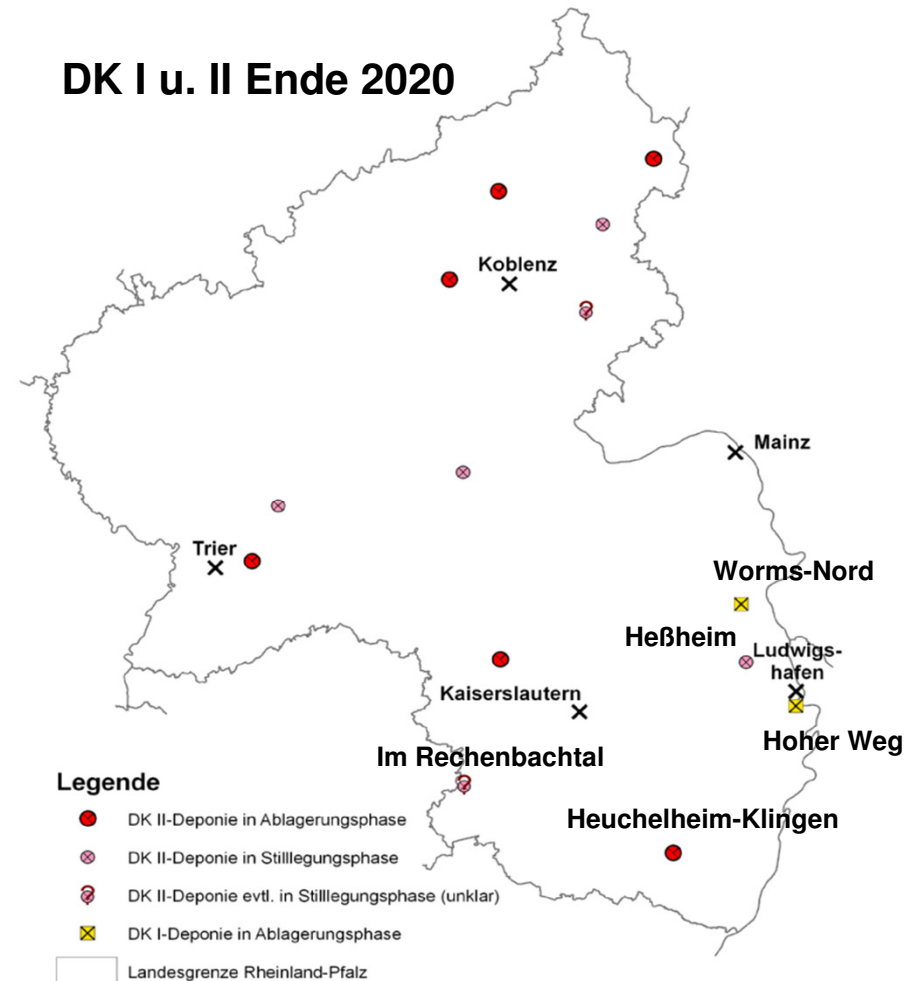 DK I u. II Ende 2020
Koblenz
Mainz
Trier
Worms-Nord
Heßheim
Ludwigs-
hafen
Kaiserslautern
Hoher Weg
Im Rechenbachtal
Heuchelheim-Klingen
Legende
DK II-Deponie in Ablagerungsphase
DK II-Deponie in Stilllegungsphase
DK II-Deponie evtl. in Stilllegungsphase (unklar)
DK I-Deponie in Ablagerungsphase
Landesgrenze Rheinland-Pfalz